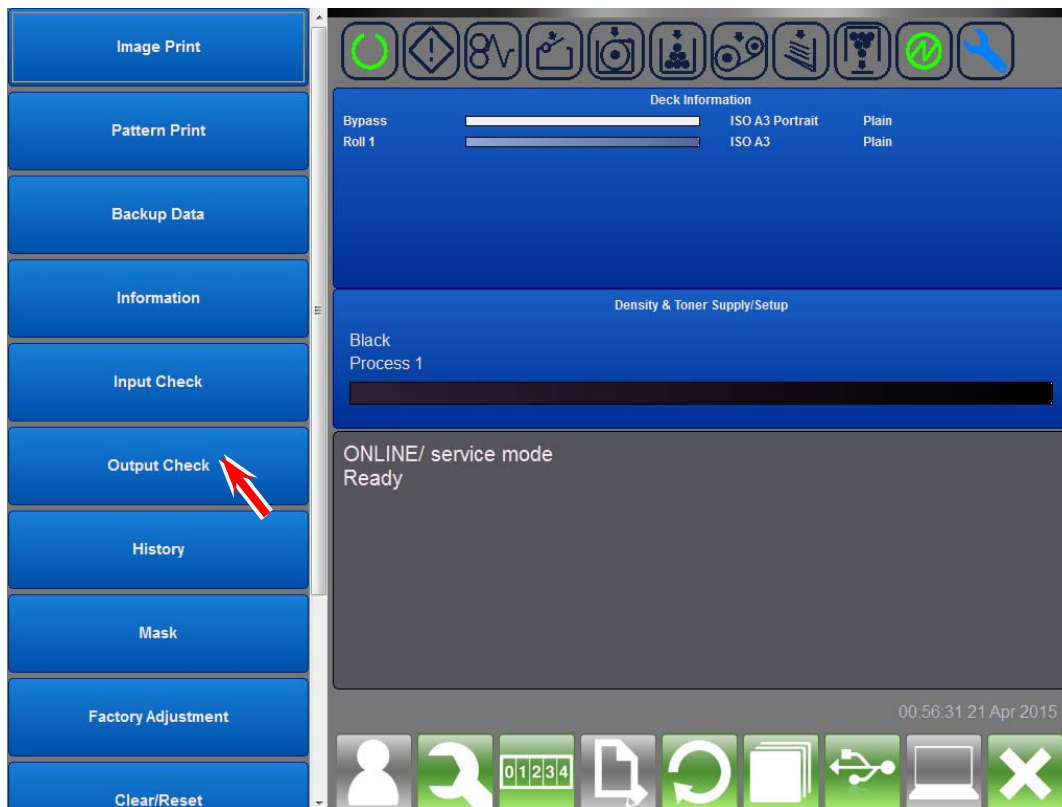 Image Print
Pattern Print
Backup Data
Information
Input Check
Output Check
History
Mask
Factory Adjustment
Clear/Reset
Deck Information
Bypass ISO A3 Portrait Plain
Roll 1 ISO A3 Plain
Density & Toner Supply/Setup
Black
Process 1
ONLINE/ service mode
Ready
00:56:31 21 Apr 2015
01234